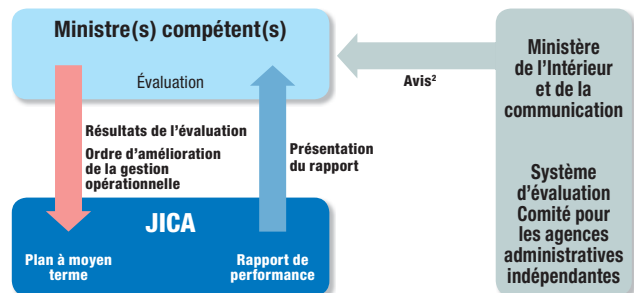 Ministre(s) compétent(s)
Évaluation
Avis²
Ministère
de l'Intérieur
et de la
communication
Système
d'évaluation
Comité pour
les agences
administratives
indépendantes
Résultats de l'évaluation
Ordre d'amélioration
de la gestion
opérationnelle
Présentation
du rapport
JICA
Plan à moyen
terme
Rapport de
performance